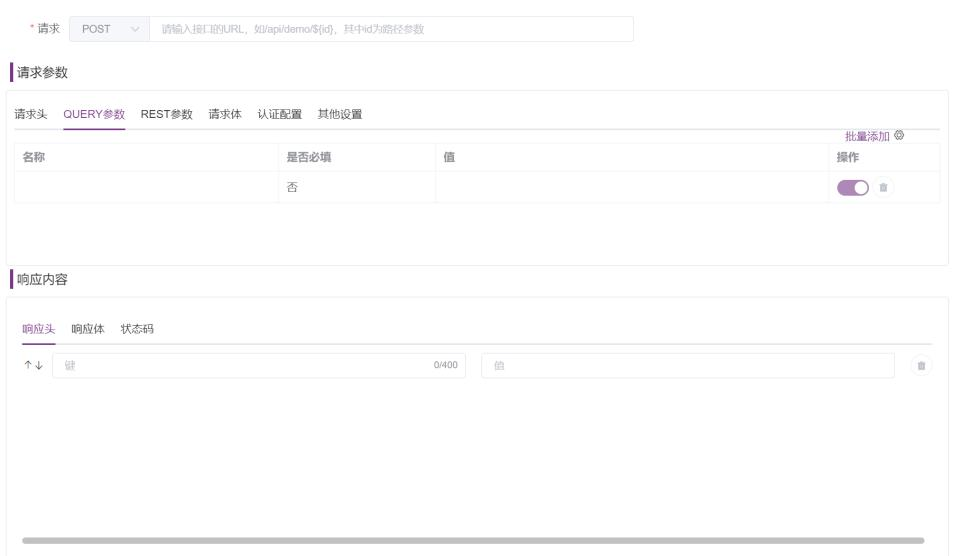 * 请求 POST 请输入接口的URL，如/api/demo/${id}，其中id为路径参数
请求参数
请求头 QUERY参数 REST参数 请求体 认证配置 其他设置
批量添加
名称 是否必填 值 操作
否
响应内容
响应头 响应体 状态码
键 0/400 值